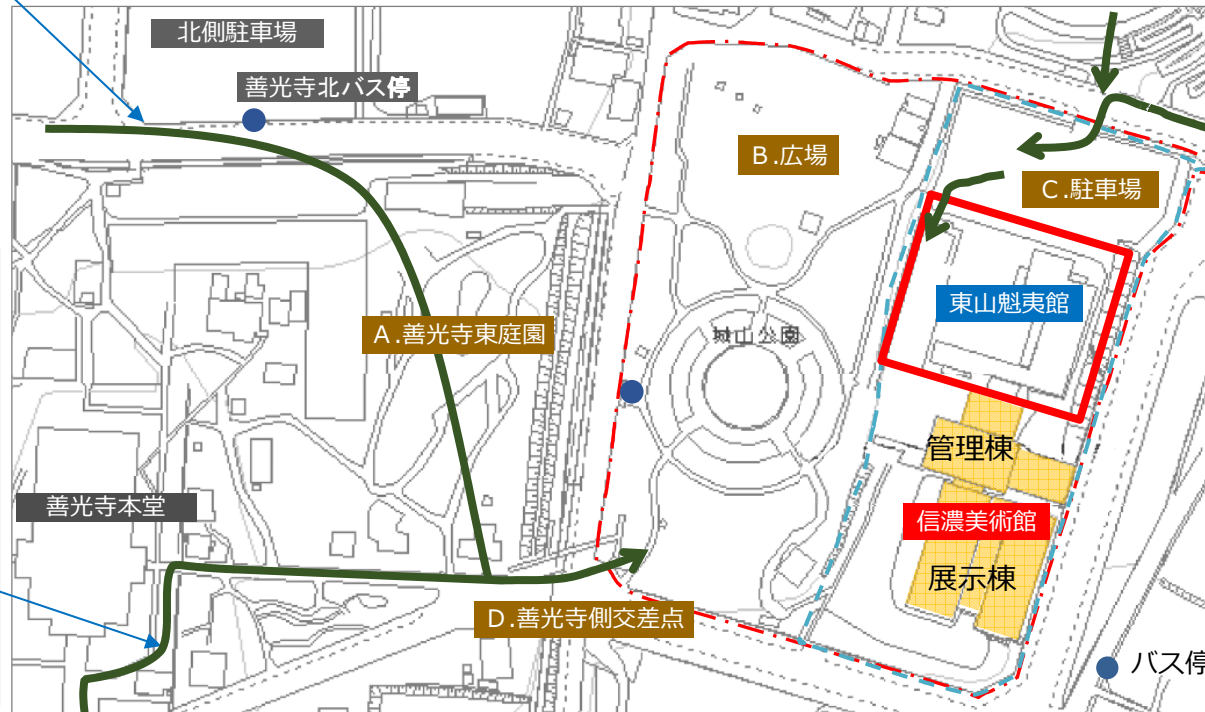 北側駐車場
善光寺北バス停
B.広場
C.駐車場
東山魁夷館
A.善光寺東庭園
城山公園
管理棟
善光寺本堂
信濃美術館
展示棟
D.善光寺側交差点
バス停